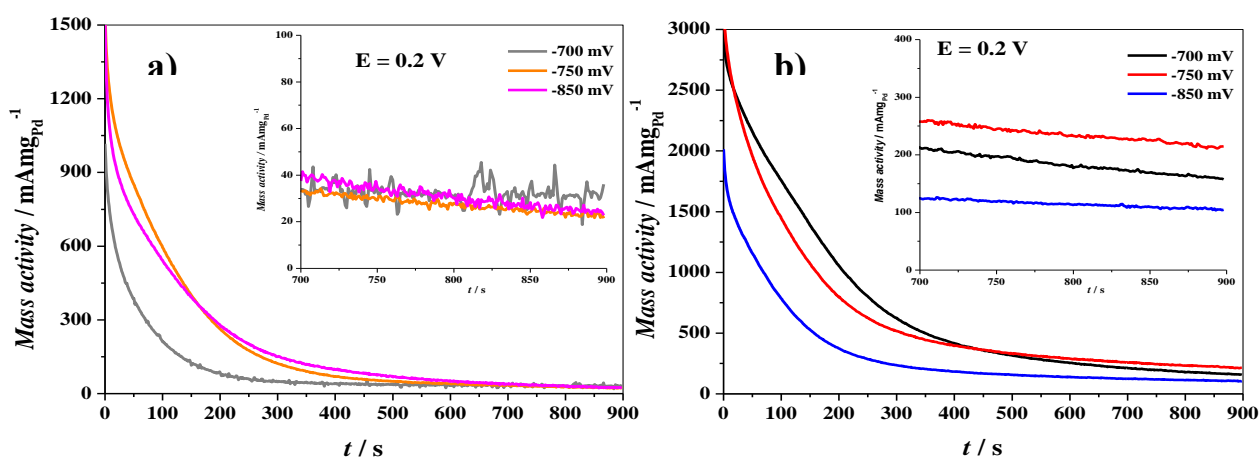 a)
E = 0.2 V
-700 mV
-750 mV
-850 mV
Mass activity / mAmg_Pd^-1
1500
1200
900
600
300
0
0 100 200 300 400 500 600 700 800 900
t / s
Mass activity / mAmg_Pd^-1
100
80
60
40
20
0
700 750 800 850 900
t / s
b)
E = 0.2 V
-700 mV
-750 mV
-850 mV
Mass activity / mAmg_Pd^-1
3000
2500
2000
1500
1000
500
0
0 100 200 300 400 500 600 700 800 900
t / s
Mass activity / mAmg_Pd^-1
400
300
200
100
0
700 750 800 850 900
t / s